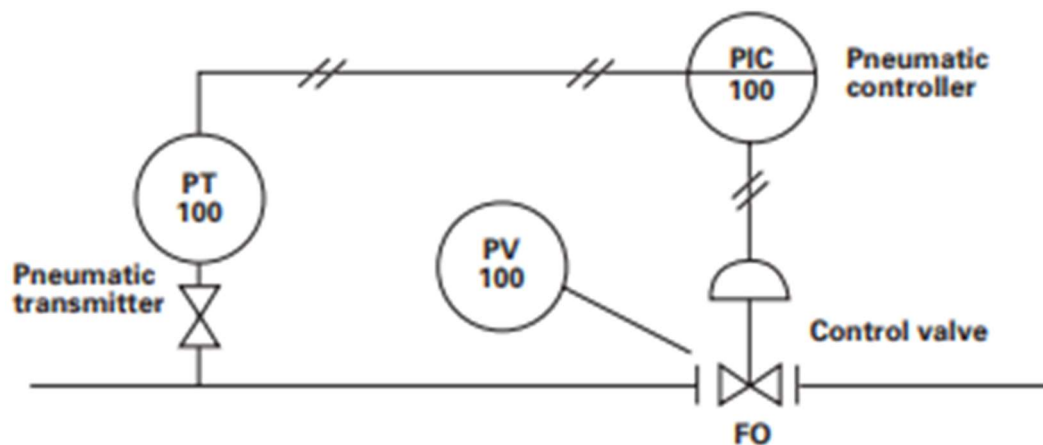 PIC
100
Pneumatic
controller
PT
100
Pneumatic
transmitter
PV
100
Control valve
FO